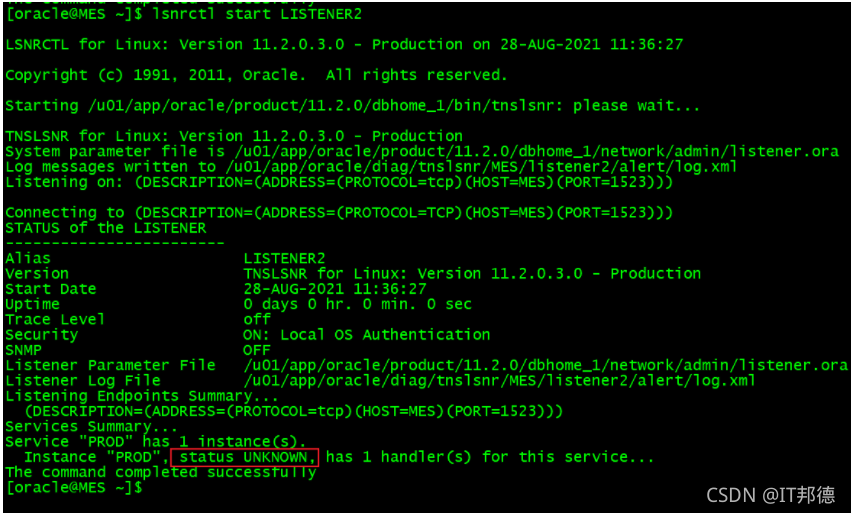 [oracle@MES ~]$ lsnrctl start LISTENER2
LSNRCTL for Linux: Version 11.2.0.3.0 - Production on 28-AUG-2021 11:36:27
Copyright (c) 1991, 2011, Oracle.  All rights reserved.
Starting /u01/app/oracle/product/11.2.0/dbhome_1/bin/tnslsnr: please wait...
TNSLSNR for Linux: Version 11.2.0.3.0 - Production
System parameter file is /u01/app/oracle/product/11.2.0/dbhome_1/network/admin/listener.ora
Log messages written to /u01/app/oracle/diag/tnslsnr/MES/listener2/alert/log.xml
Listening on: (DESCRIPTION=(ADDRESS=(PROTOCOL=tcp)(HOST=MES)(PORT=1523)))
Connecting to (DESCRIPTION=(ADDRESS=(PROTOCOL=TCP)(HOST=MES)(PORT=1523)))
STATUS of the LISTENER
------------------------
Alias                     LISTENER2
Version                   TNSLSNR for Linux: Version 11.2.0.3.0 - Production
Start Date                28-AUG-2021 11:36:27
Uptime                    0 days 0 hr. 0 min. 0 sec
Trace Level               off
Security                  ON: Local OS Authentication
SNMP                      OFF
Listener Parameter File   /u01/app/oracle/product/11.2.0/dbhome_1/network/admin/listener.ora
Listener Log File         /u01/app/oracle/diag/tnslsnr/MES/listener2/alert/log.xml
Listening Endpoints Summary...
  (DESCRIPTION=(ADDRESS=(PROTOCOL=tcp)(HOST=MES)(PORT=1523)))
Services Summary...
Service "PROD" has 1 instance(s).
  Instance "PROD", status UNKNOWN, has 1 handler(s) for this service...
The command completed successfully
[oracle@MES ~]$
CSDN @IT邦德